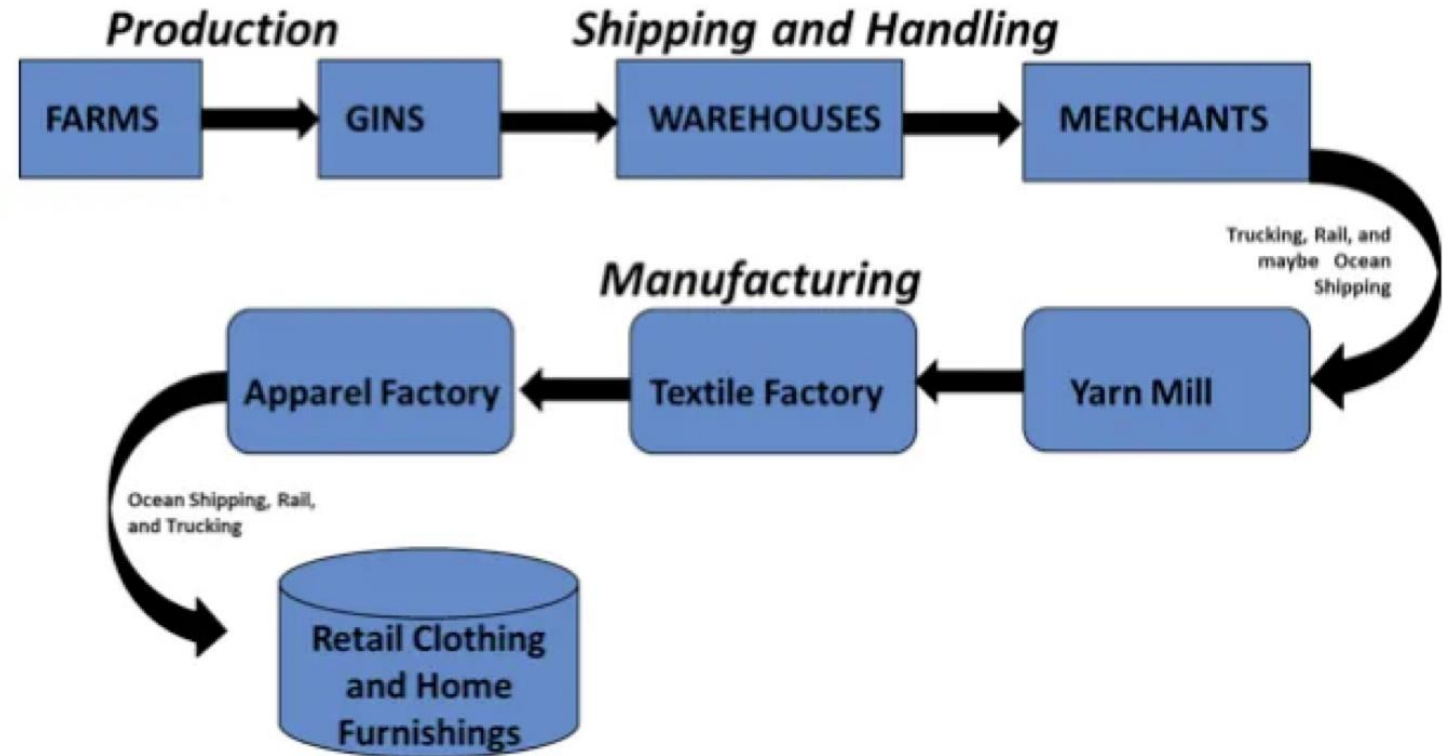 Production
Shipping and Handling
FARMS
GINS
WAREHOUSES
MERCHANTS
Trucking, Rail, and
maybe Ocean
Shipping
Manufacturing
Apparel Factory
Textile Factory
Yarn Mill
Ocean Shipping, Rail,
and Trucking
Retail Clothing
and Home
Furnishings